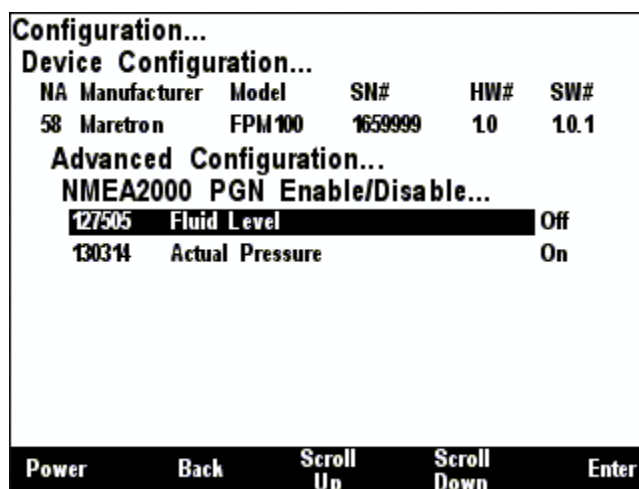 Configuration...
Device Configuration...
NA Manufacturer Model SN# HW# SW#
58 Maretron FPM100 1659999 1.0 1.0.1
Advanced Configuration...
NMEA2000 PGN Enable/Disable...
127505 Fluid Level Off
130314 Actual Pressure On
Power Back Scroll Up Scroll Down Enter